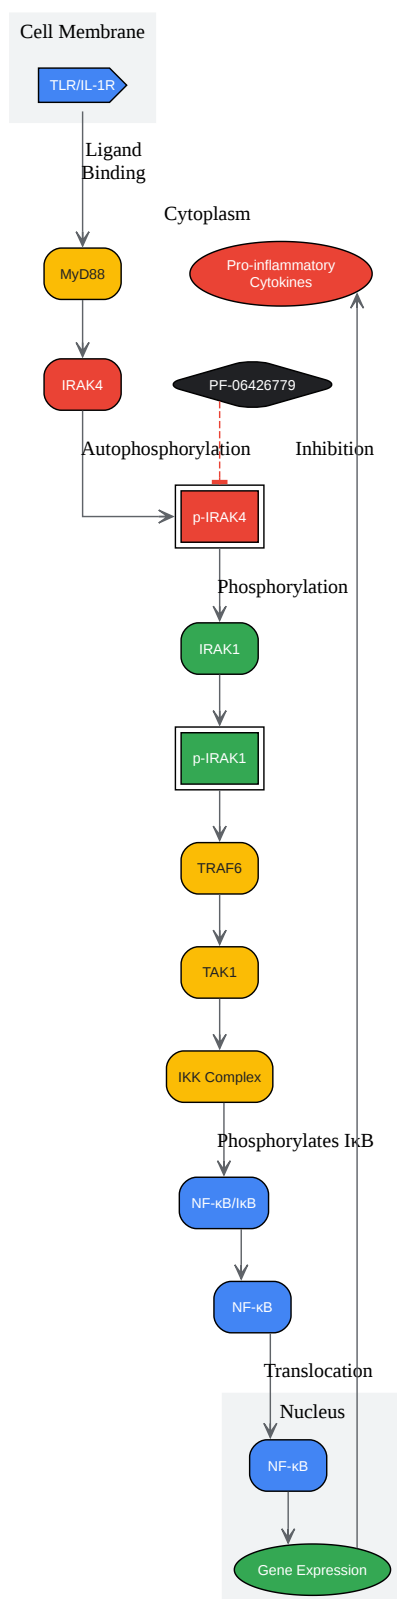 Cell Membrane
TLR/IL-1R
Ligand
Binding
Cytoplasm
MyD88
Pro-inflammatory
Cytokines
IRAK4
PF-06426779
Autophosphorylation
Inhibition
p-IRAK4
Phosphorylation
IRAK1
p-IRAK1
TRAF6
TAK1
IKK Complex
Phosphorylates IκB
NF-κB/IκB
NF-κB
Translocation
Nucleus
NF-κB
Gene Expression